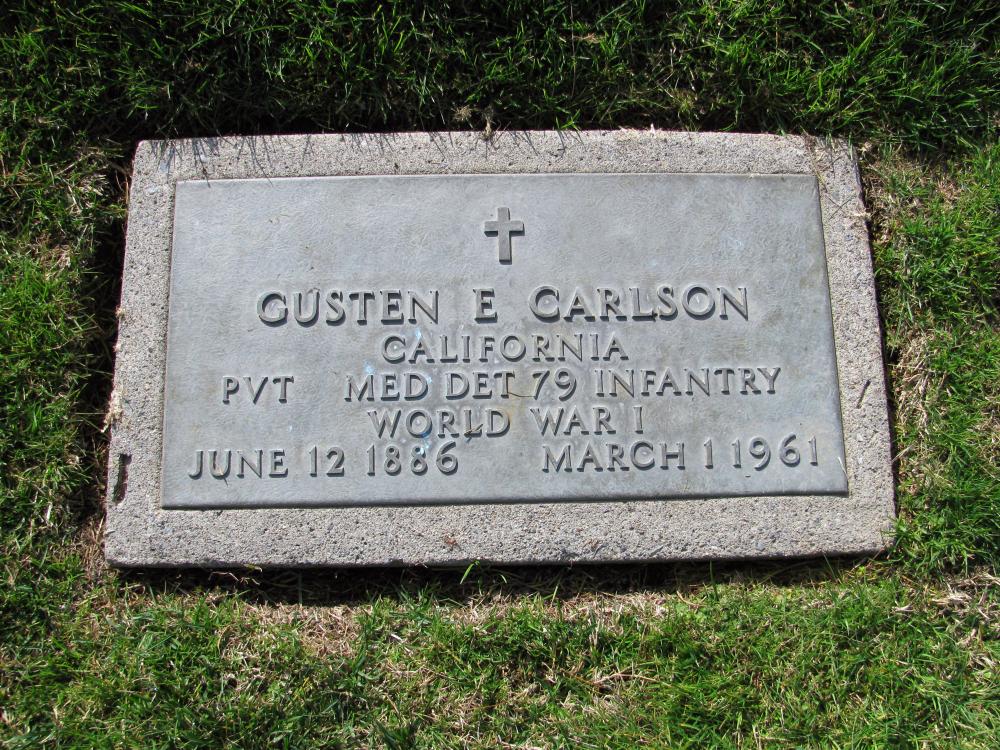 GUSTEN E CARLSON
CALIFORNIA
PVT MED DET 79 INFANTRY
WORLD WAR I
JUNE 12 1886 MARCH 1 1961